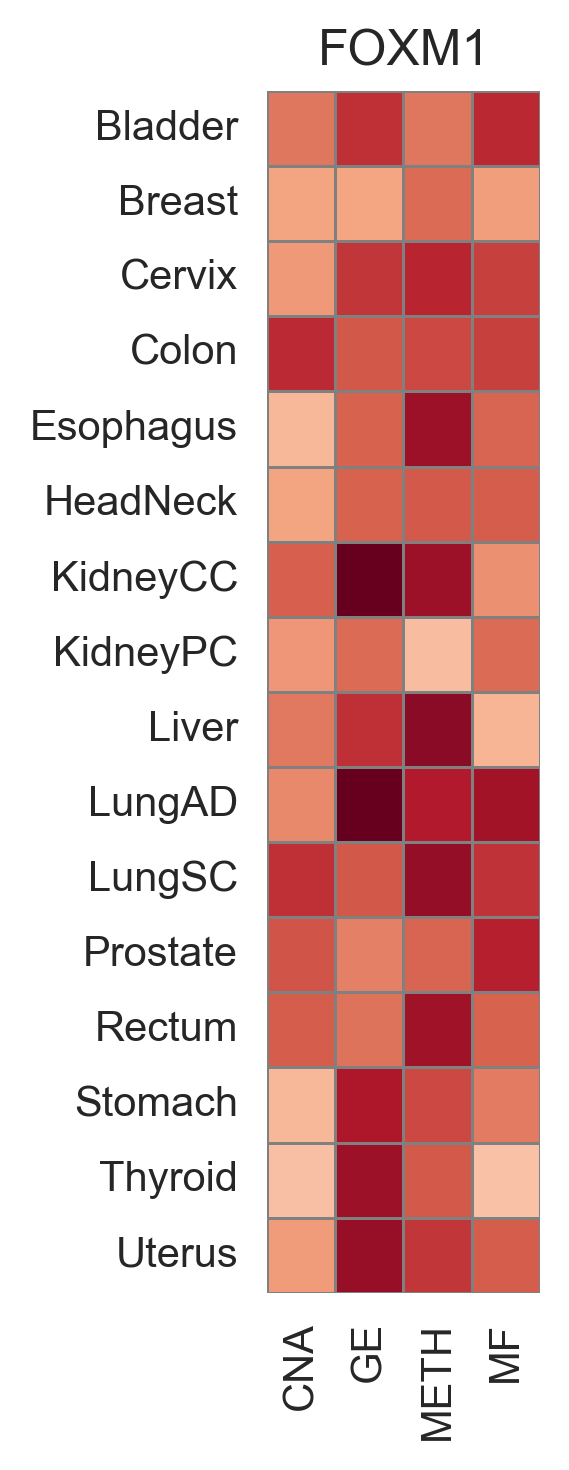 FOXM1
Bladder
Breast
Cervix
Colon
Esophagus
HeadNeck
KidneyCC
KidneyPC
Liver
LungAD
LungSC
Prostate
Rectum
Stomach
Thyroid
Uterus
CNA
GE
METH
MF